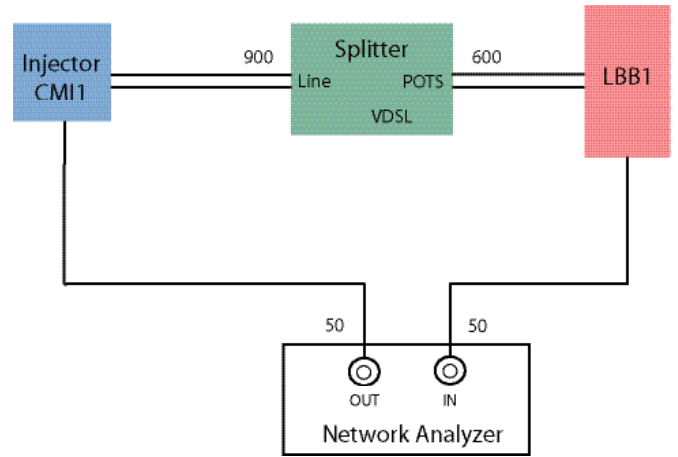 Injector
CMI1
900
Splitter
Line
POTS
VDSL
600
LBB1
50
50
OUT
IN
Network Analyzer